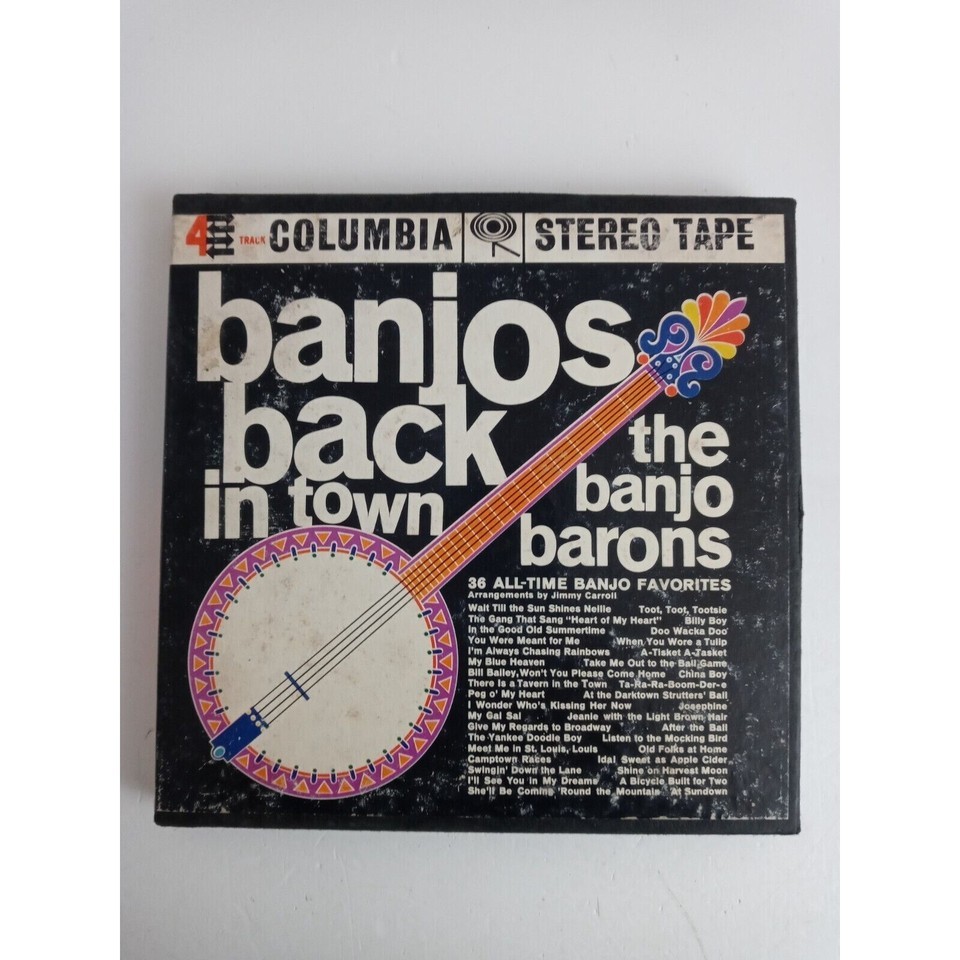 4 TRACK COLUMBIA STEREO TAPE
banjos
back
in town
the
banjo
barons
36 ALL-TIME BANJO FAVORITES
Arrangements by Jimmy Carroll
Wait Till the Sun Shines Nellie Toot, Toot, Tootsie
The Gang That Sang "Heart of My Heart" Billy Boy
In the Good Old Summertime Doo Wacka Doo
You Were Meant for Me When You Wore a Tulip
I'm Always Chasing Rainbows A-Tisket A-Tasket
My Blue Heaven Take Me Out to the Ball Game
Bill Bailey, Won't You Please Come Home China Boy
There Is a Tavern in the Town Ta-Ra-Ra-Boom-Der-e
Peg o' My Heart At the Darktown Strutters' Ball
I Wonder Who's Kissing Her Now Josephine
My Gal Sal Jeanie with the Light Brown Hair
Give My Regards to Broadway After the Ball
The Yankee Doodle Boy Listen to the Mocking Bird
Meet Me in St. Louis, Louis Old Folks at Home
Camptown Races Ida! Sweet as Apple Cider
Swingin' Down the Lane Shine on Harvest Moon
I'll See You in My Dreams A Bicycle Built for Two
She'll Be Coming 'Round the Mountain At Sundown